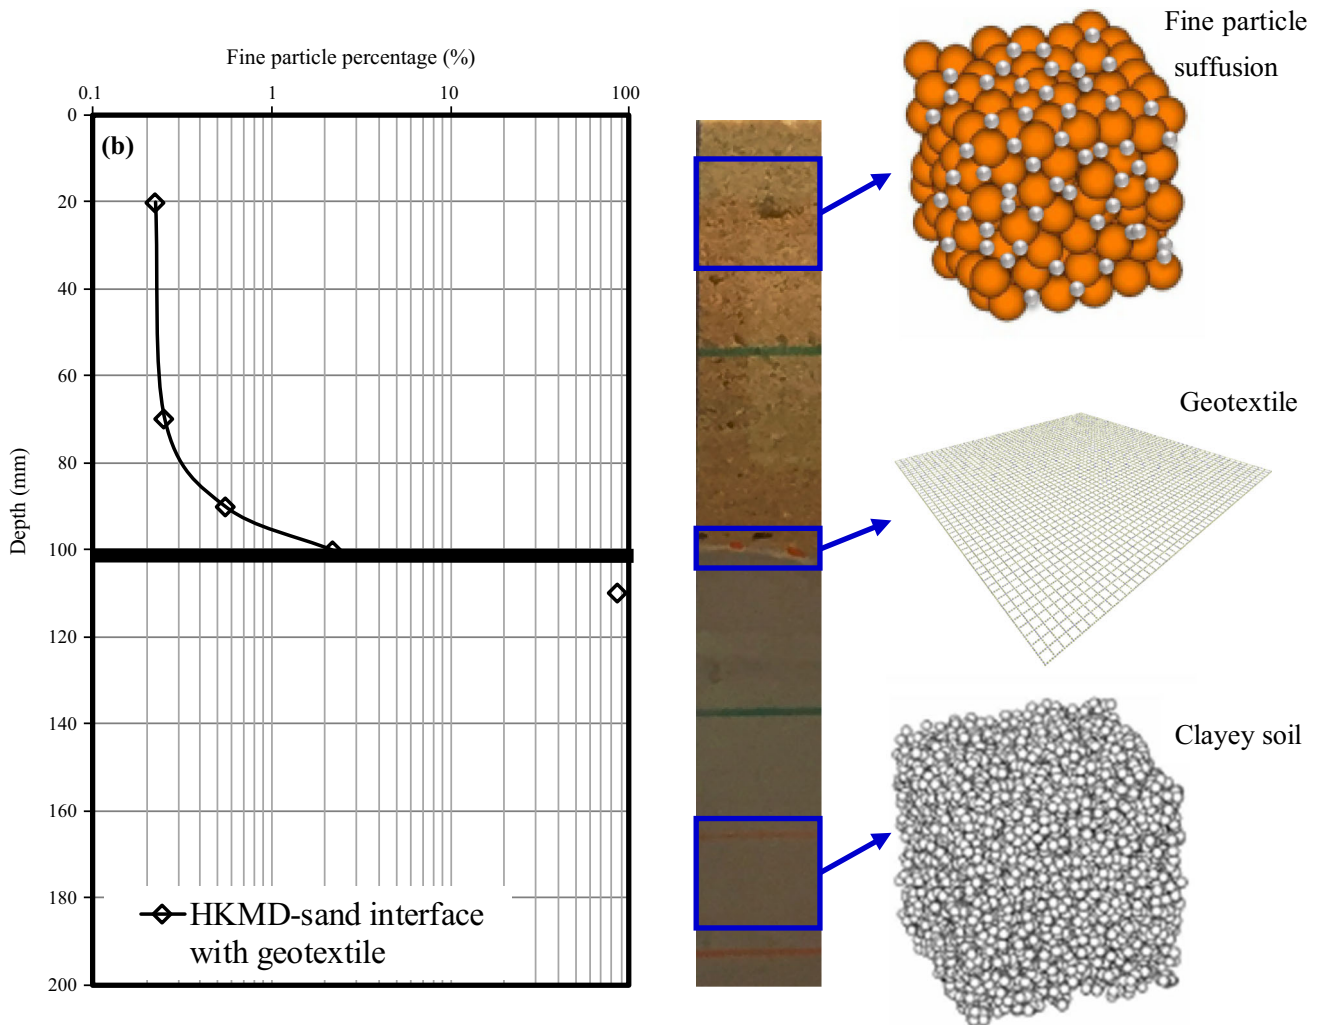 Fine particle percentage (%)
0.1 1 10 100
0
20
40
60
80
100
120
140
160
180
200
Depth (mm)
(b)
HKMD-sand interface
with geotextile
Fine particle
suffusion
Geotextile
Clayey soil